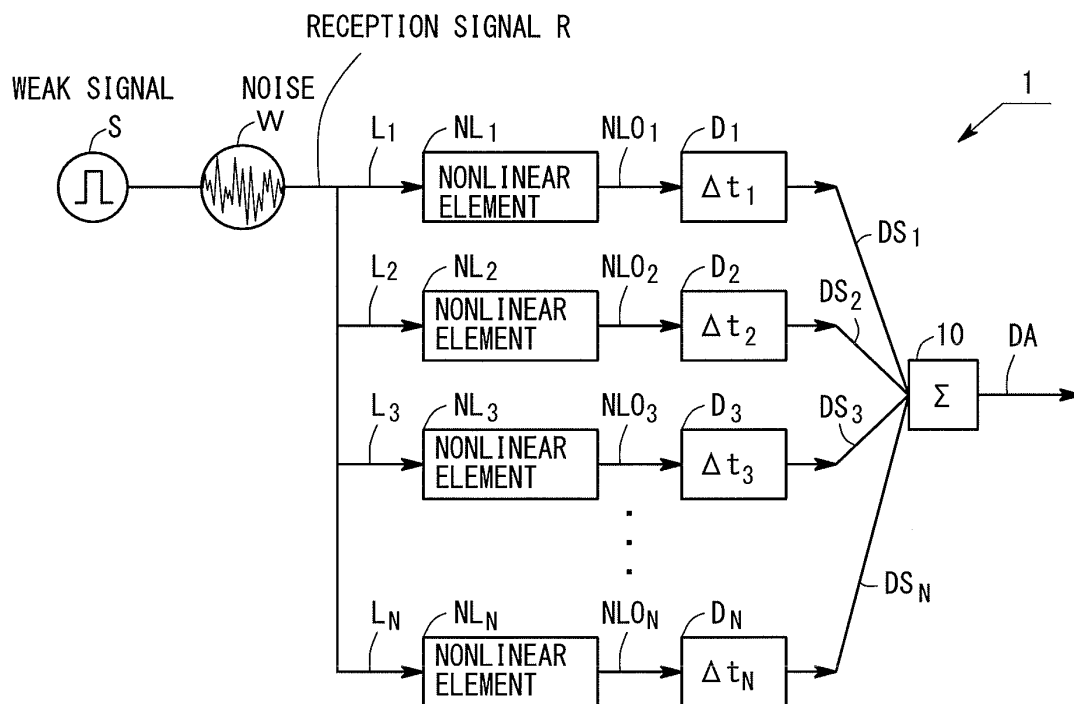 RECEPTION SIGNAL R
WEAK SIGNAL
S
NOISE
W
1
L1
NL1
NLO1
D1
NONLINEAR
ELEMENT
Δt1
DS1
L2
NL2
NLO2
D2
NONLINEAR
ELEMENT
Δt2
DS2
10
DA
Σ
L3
NL3
NLO3
D3
NONLINEAR
ELEMENT
Δt3
DS3
LN
NLN
NLON
DN
NONLINEAR
ELEMENT
ΔtN
DSN